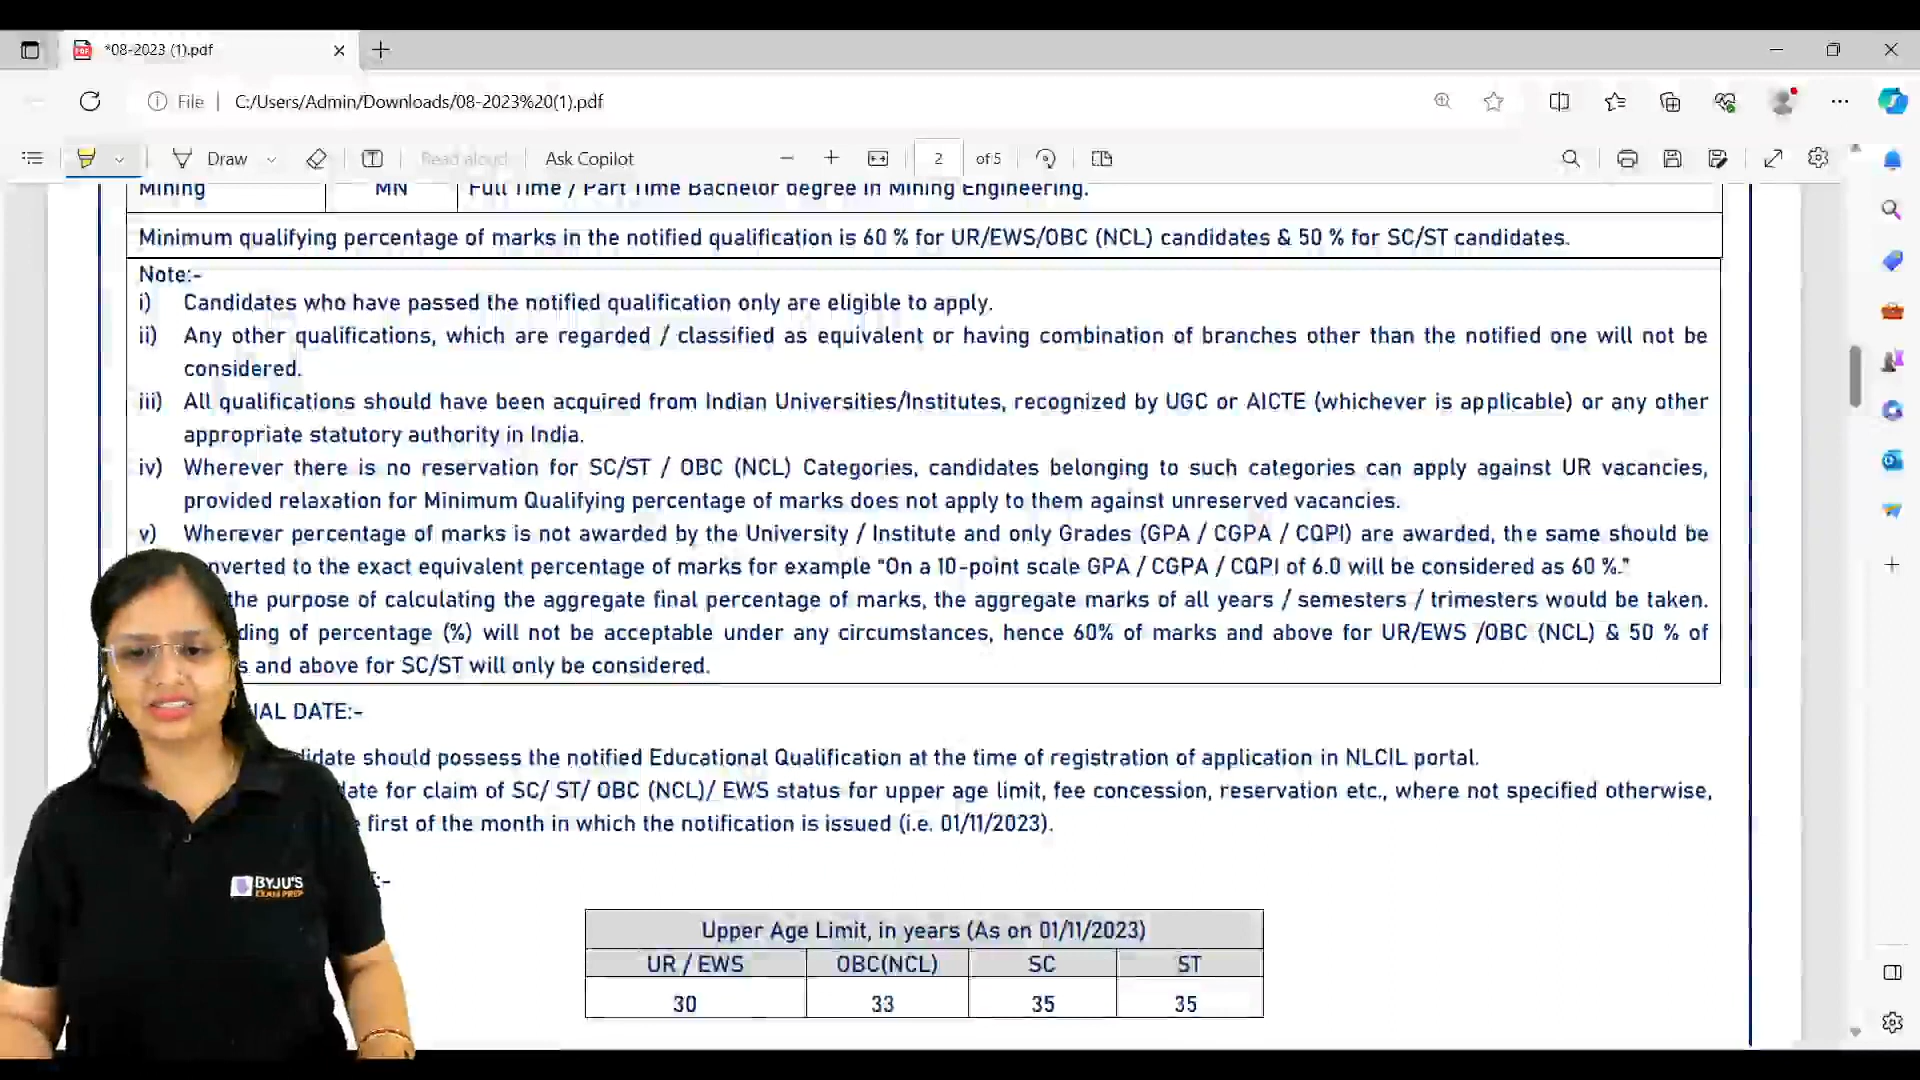 *08-2023 (1).pdf
File
C:/Users/Admin/Downloads/08-2023%20(1).pdf
Draw
Read aloud
Ask Copilot
2 of 5
Mining MN Full Time / Part Time Bachelor degree in Mining Engineering.
Minimum qualifying percentage of marks in the notified qualification is 60 % for UR/EWS/OBC (NCL) candidates & 50 % for SC/ST candidates.
Note:-
i) Candidates who have passed the notified qualification only are eligible to apply.
ii) Any other qualifications, which are regarded / classified as equivalent or having combination of branches other than the notified one will not be
considered.
iii) All qualifications should have been acquired from Indian Universities/Institutes, recognized by UGC or AICTE (whichever is applicable) or any other
appropriate statutory authority in India.
iv) Wherever there is no reservation for SC/ST / OBC (NCL) Categories, candidates belonging to such categories can apply against UR vacancies,
provided relaxation for Minimum Qualifying percentage of marks does not apply to them against unreserved vacancies.
v) Wherever percentage of marks is not awarded by the University / Institute and only Grades (GPA / CGPA / CQPI) are awarded, the same should be
nverted to the exact equivalent percentage of marks for example "On a 10-point scale GPA / CGPA / CQPI of 6.0 will be considered as 60 %."
the purpose of calculating the aggregate final percentage of marks, the aggregate marks of all years / semesters / trimesters would be taken.
ding of percentage (%) will not be acceptable under any circumstances, hence 60% of marks and above for UR/EWS /OBC (NCL) & 50 % of
s and above for SC/ST will only be considered.
IAL DATE:-
didate should possess the notified Educational Qualification at the time of registration of application in NLCIL portal.
date for claim of SC/ ST/ OBC (NCL)/ EWS status for upper age limit, fee concession, reservation etc., where not specified otherwise,
first of the month in which the notification is issued (i.e. 01/11/2023).
:-
BYJU'S
EXAM PREP
Upper Age Limit, in years (As on 01/11/2023)
UR / EWS OBC(NCL) SC ST
30 33 35 35